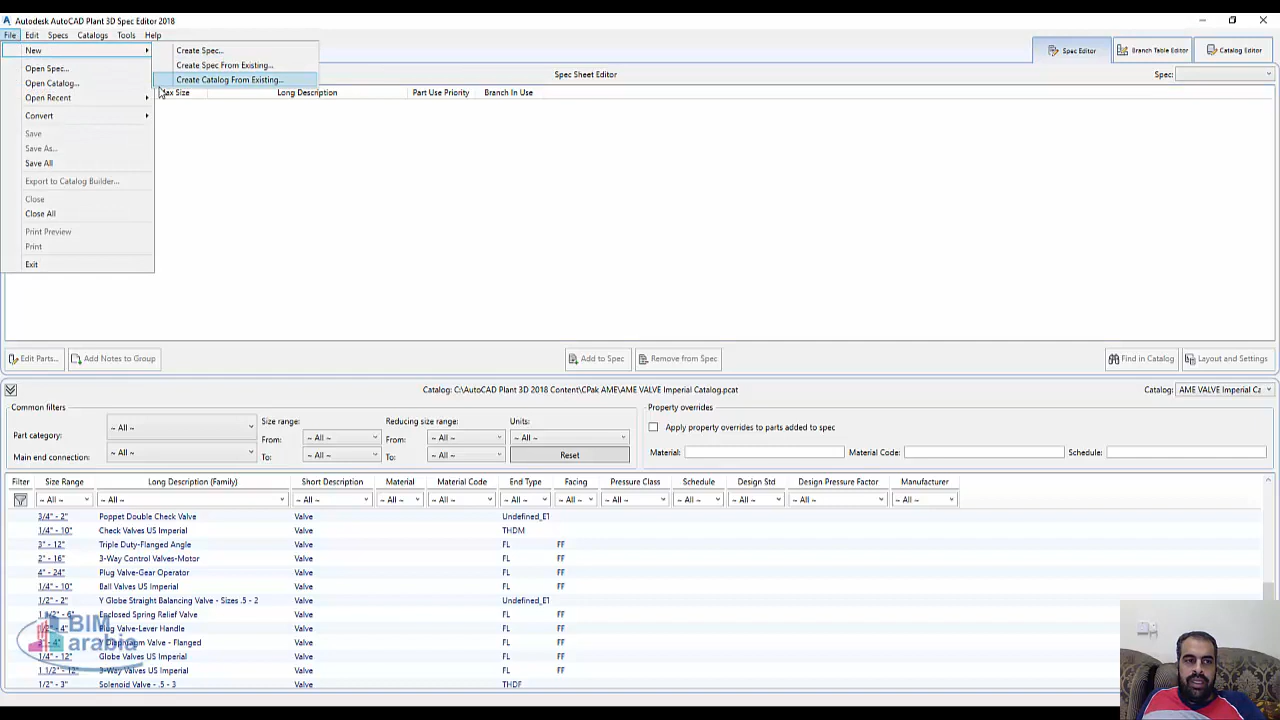 Autodesk AutoCAD Plant 3D Spec Editor 2018
File Edit Specs Catalogs Tools Help
New
Create Spec...
Create Spec From Existing...
Create Catalog From Existing...
Open Spec...
Open Catalog...
Open Recent
Convert
Save
Save As...
Save All
Export to Catalog Builder...
Close
Close All
Print Preview
Print
Exit
Spec Editor Branch Table Editor Catalog Editor
Spec Sheet Editor Spec:
Size Long Description Part Use Priority Branch In Use
Edit Parts... Add Notes to Group Add to Spec Remove from Spec Find in Catalog Layout and Settings
Catalog: C:\AutoCAD Plant 3D 2018 Content\CPak AME\AME VALVE Imperial Catalog.pcat Catalog: AME VALVE Imperial Ca
Common filters
Part category: ~ All ~
Main end connection: ~ All ~
Size range:
From: ~ All ~
To: ~ All ~
Reducing size range:
From: ~ All ~
To: ~ All ~
Units:
~ All ~
Reset
Property overrides
Apply property overrides to parts added to spec
Material: Material Code: Schedule:
Filter Size Range Long Description (Family) Short Description Material Material Code End Type Facing Pressure Class Schedule Design Std Design Pressure Factor Manufacturer
~ All ~ ~ All ~ ~ All ~ ~ All ~ ~ All ~ ~ All ~ ~ All ~ ~ All ~ ~ All ~ ~ All ~ ~ All ~ ~ All ~
3/4" - 2" Poppet Double Check Valve Valve Undefined_ET
1/4" - 10" Check Valves US Imperial Valve THDM
3" - 12" Triple Duty-Flanged Angle Valve FL FF
2" - 16" 3-Way Control Valves-Motor Valve FL FF
4" - 24" Plug Valve-Gear Operator Valve FL FF
1/4" - 10" Ball Valves US Imperial Valve FL FF
1/2" - 2" Y Globe Straight Balancing Valve - Sizes .5 - 2 Valve Undefined_ET
1 1/2" - 6" Enclosed Spring Relief Valve Valve FL FF
4" Plug Valve-Lever Handle Valve FL FF
4" Y Diaphragm Valve - Flanged Valve FL FF
1/4" - 12" Globe Valves US Imperial Valve FL FF
1 1/2" - 12" 3-Way Valves US Imperial Valve FL FF
1/2" - 3" Solenoid Valve - .5 - 3 Valve THDF
BIM
arabia